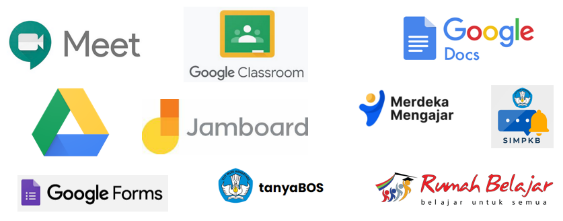 Meet
Google Classroom
Google
Docs
Jamboard
Merdeka
Mengajar
SIMPKB
Google Forms
tanyaBOS
Rumah Belajar
belajar untuk semua